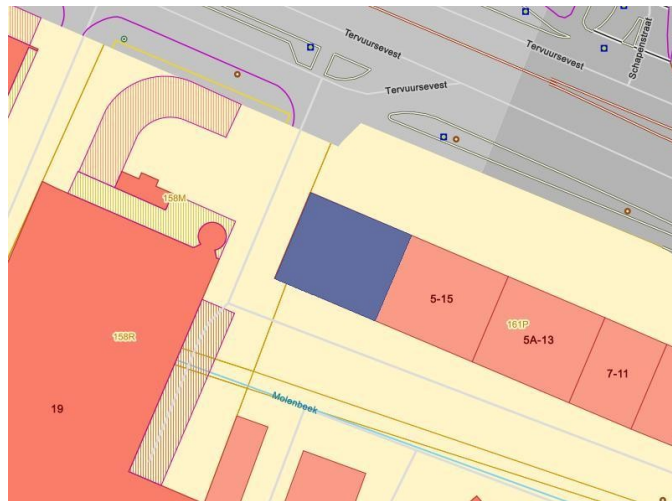 Tervuursevest
Tervuursevest
Schapenstraat
Tervuursevest
158M
5-15
161P
5A-13
7-11
158R
Molenbeek
19